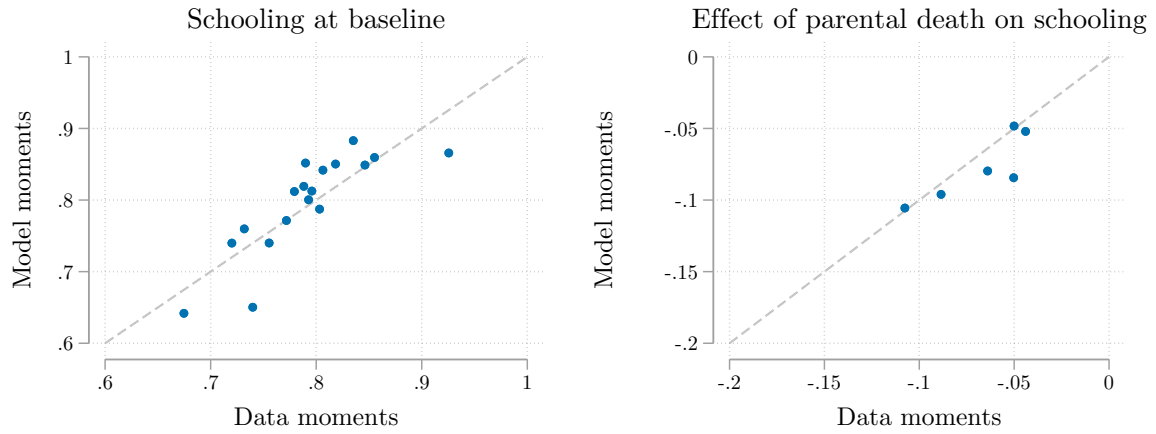 Schooling at baseline
Model moments
1
.9
.8
.7
.6
.6 .7 .8 .9 1
Data moments
Effect of parental death on schooling
Model moments
0
-.05
-.1
-.15
-.2
-.2 -.15 -.1 -.05 0
Data moments